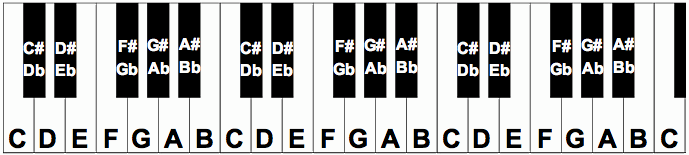 C# D# F# G# A# C# D# F# G# A# C# D# F# G# A#
Db Eb Gb Ab Bb Db Eb Gb Ab Bb Db Eb Gb Ab Bb
C D E F G A B C D E F G A B C D E F G A B C